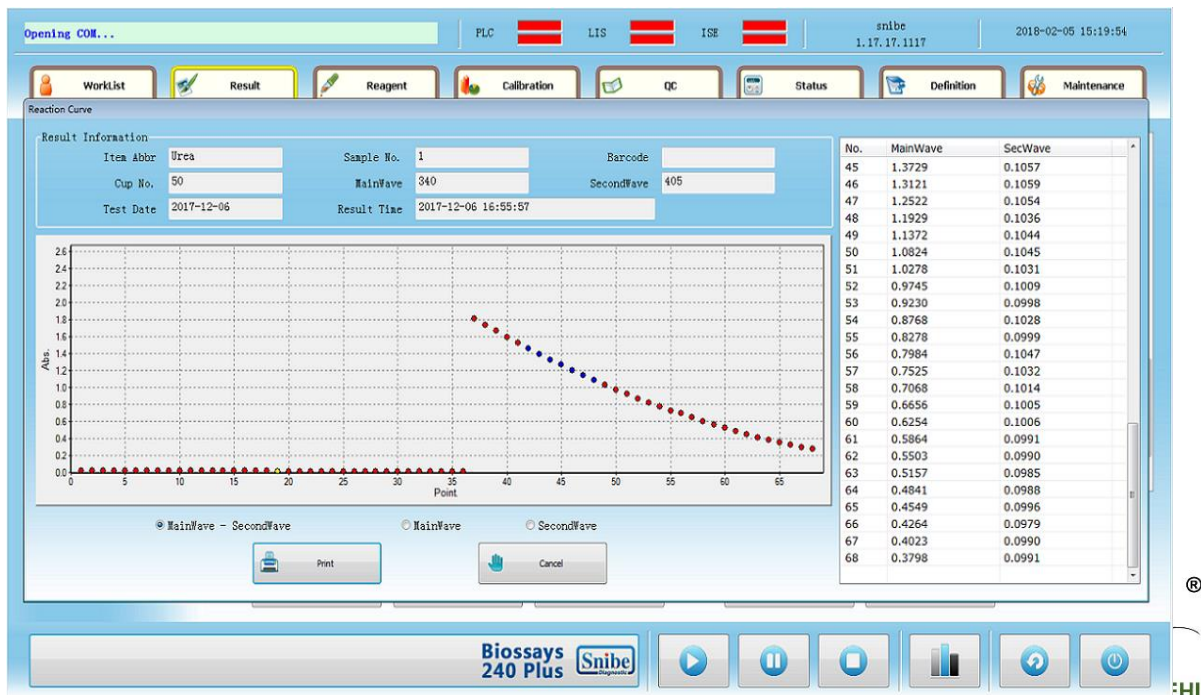 Opening COM...
PLC
LIS
ISE
snibe
1.17.17.1117
2018-02-05 15:19:54
WorkList
Result
Reagent
Calibration
QC
Status
Definition
Maintenance
Reaction Curve
Result Information
Item Abbr Urea
Sample No. 1
Barcode
Cup No. 50
MainWave 340
SecondWave 405
Test Date 2017-12-06
Result Time 2017-12-06 16:55:57
No. MainWave SecWave
45 1.3729 0.1057
46 1.3121 0.1059
47 1.2522 0.1054
48 1.1929 0.1036
49 1.1372 0.1044
50 1.0824 0.1045
51 1.0278 0.1031
52 0.9745 0.1009
53 0.9230 0.0998
54 0.8768 0.1028
55 0.8278 0.0999
56 0.7984 0.1047
57 0.7525 0.1032
58 0.7068 0.1014
59 0.6656 0.1005
60 0.6254 0.1006
61 0.5864 0.0991
62 0.5503 0.0990
63 0.5157 0.0985
64 0.4841 0.0988
65 0.4549 0.0996
66 0.4264 0.0979
67 0.4023 0.0990
68 0.3798 0.0991
Abs.
2.6
2.4
2.2
2.0
1.8
1.6
1.4
1.2
1.0
0.8
0.6
0.4
0.2
0.0
0 5 10 15 20 25 30 35 40 45 50 55 60 65
Point
MainWave - SecondWave
MainWave
SecondWave
Print
Cancel
®
Biossays
240 Plus
Snibe
Diagnostic